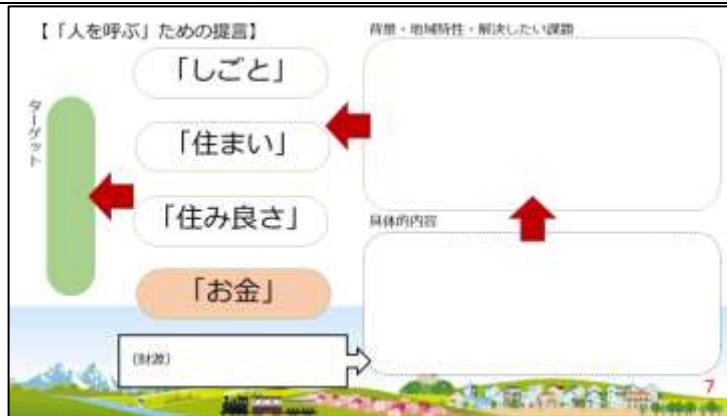 【「人を呼ぶ」ための提言】
背景・地域特性・解決したい課題
ターゲット
「しごと」
「住まい」
「住み良さ」
「お金」
具体的内容
(財源)
7